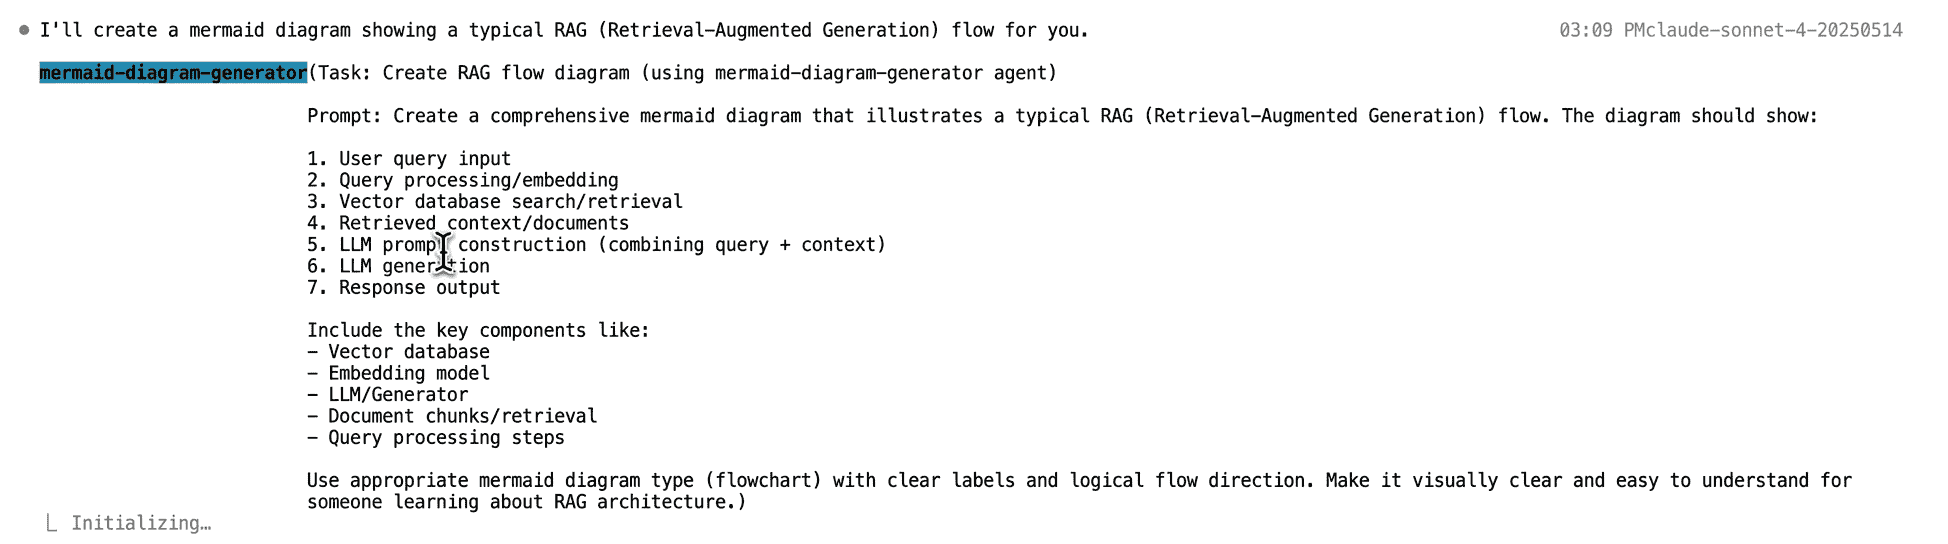 I'll create a mermaid diagram showing a typical RAG (Retrieval-Augmented Generation) flow for you.
03:09 PMclaude-sonnet-4-20250514
mermaid-diagram-generator(Task: Create RAG flow diagram (using mermaid-diagram-generator agent)
Prompt: Create a comprehensive mermaid diagram that illustrates a typical RAG (Retrieval-Augmented Generation) flow. The diagram should show:
1. User query input
2. Query processing/embedding
3. Vector database search/retrieval
4. Retrieved context/documents
5. LLM prompt construction (combining query + context)
6. LLM generation
7. Response output
Include the key components like:
- Vector database
- Embedding model
- LLM/Generator
- Document chunks/retrieval
- Query processing steps
Use appropriate mermaid diagram type (flowchart) with clear labels and logical flow direction. Make it visually clear and easy to understand for
someone learning about RAG architecture.)
Initializing…